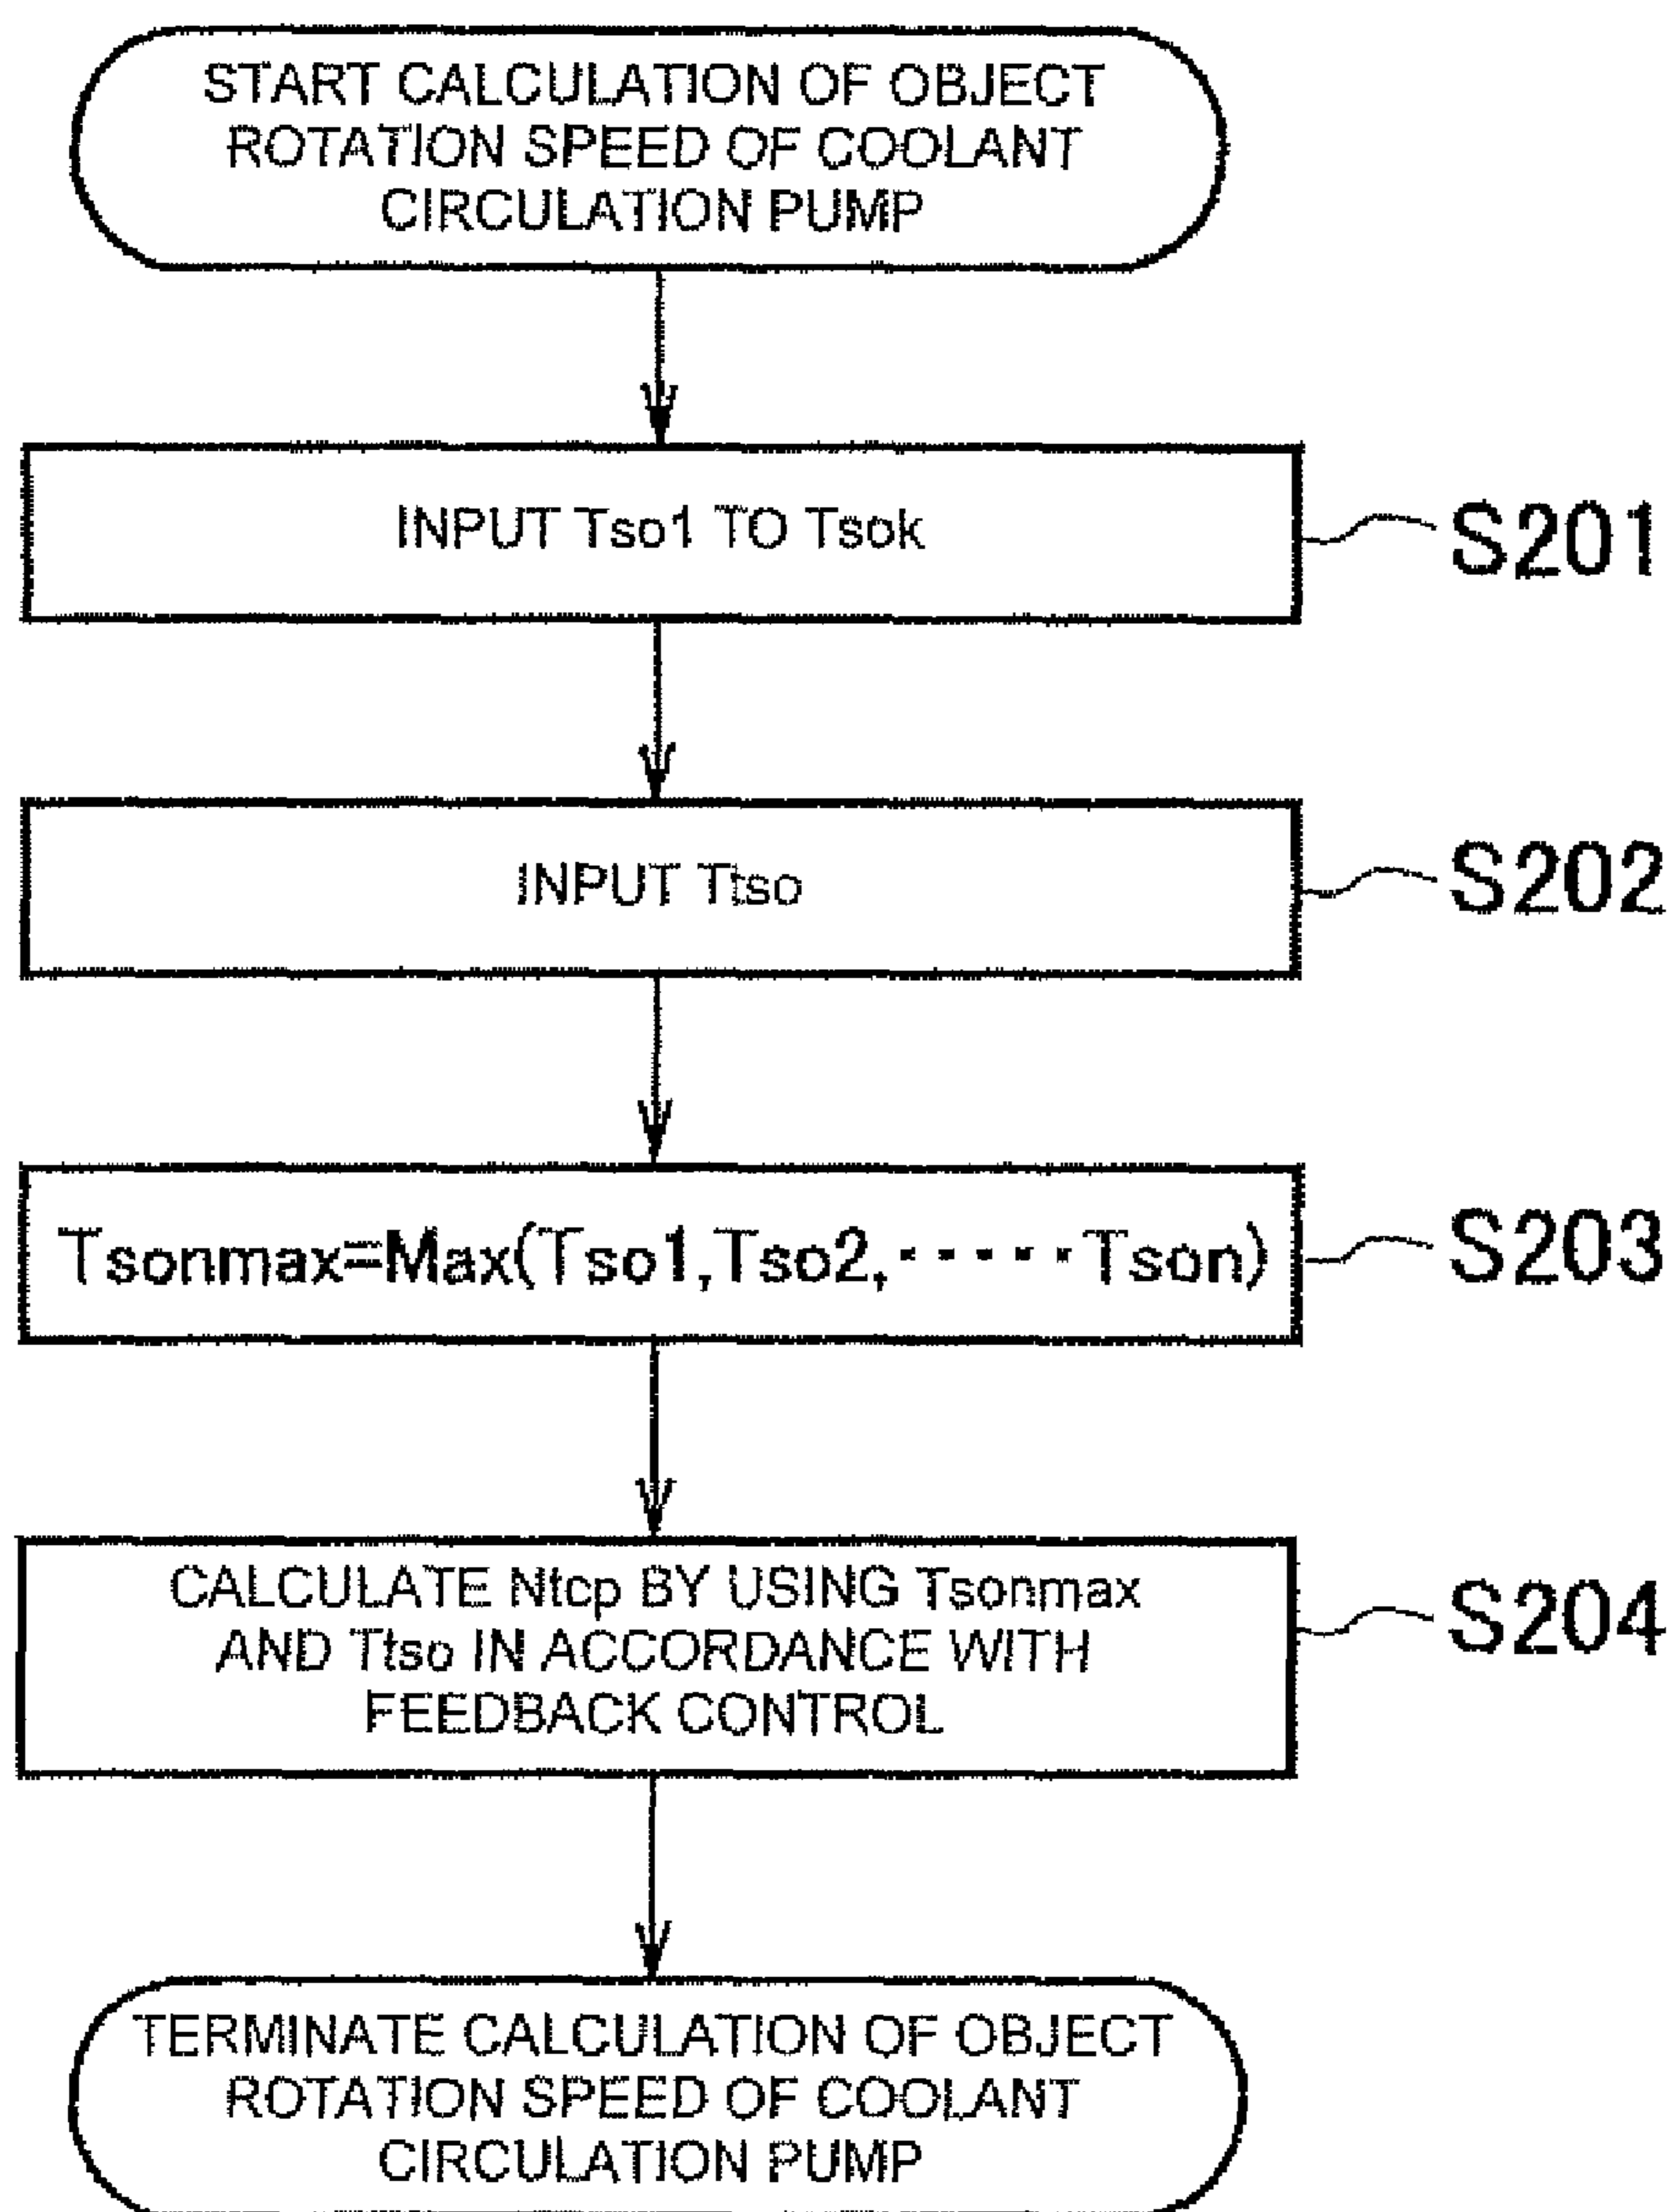 START CALCULATION OF OBJECT
ROTATION SPEED OF COOLANT
CIRCULATION PUMP
INPUT Tso1 TO Tsok
S201
INPUT Ttso
S202
Tsonmax=Max(Tso1,Tso2,·····Tson)
S203
CALCULATE Ntcp BY USING Tsonmax
AND Ttso IN ACCORDANCE WITH
FEEDBACK CONTROL
S204
TERMINATE CALCULATION OF OBJECT
ROTATION SPEED OF COOLANT
CIRCULATION PUMP